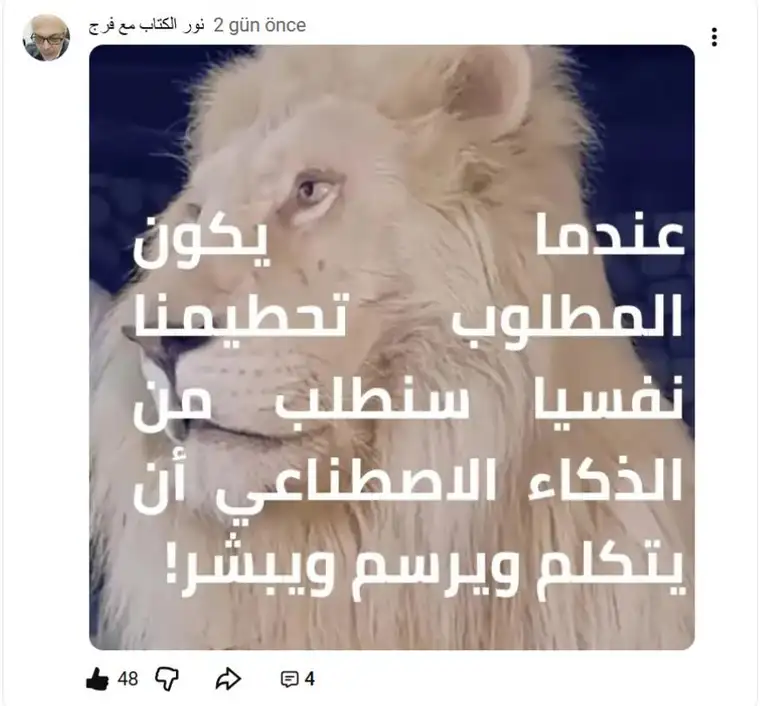 نور الكتاب مع فرج 2 gün önce
عندما يكون
المطلوب تحطيمنا
نفسيا سنطلب من
الذكاء الاصطناعي أن
يتكلم ويرسم ويبشر!
48
4